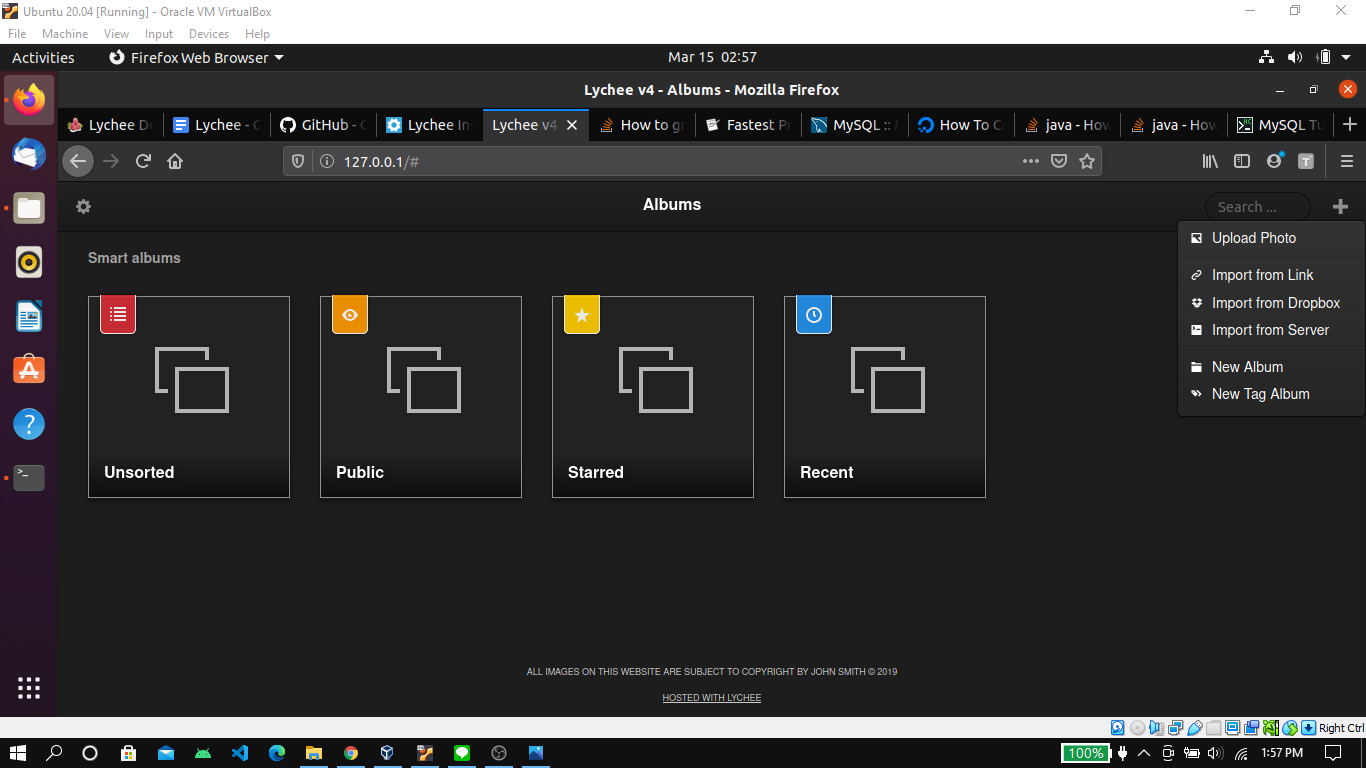 Ubuntu 20.04 [Running] - Oracle VM VirtualBox
File Machine View Input Devices Help
Activities Firefox Web Browser Mar 15 02:57
Lychee v4 - Albums - Mozilla Firefox
Lychee Do Lychee - GitHub - Lychee In Lychee v4 How to gr Fastest Pr MySQL :: How To C java - How java - How MySQL Tu
127.0.0.1/#
Albums
Search ...
Smart albums
Upload Photo
Import from Link
Import from Dropbox
Import from Server
New Album
New Tag Album
Unsorted Public Starred Recent
ALL IMAGES ON THIS WEBSITE ARE SUBJECT TO COPYRIGHT BY JOHN SMITH © 2019
HOSTED WITH LYCHEE
Right Ctrl
100% 1:57 PM